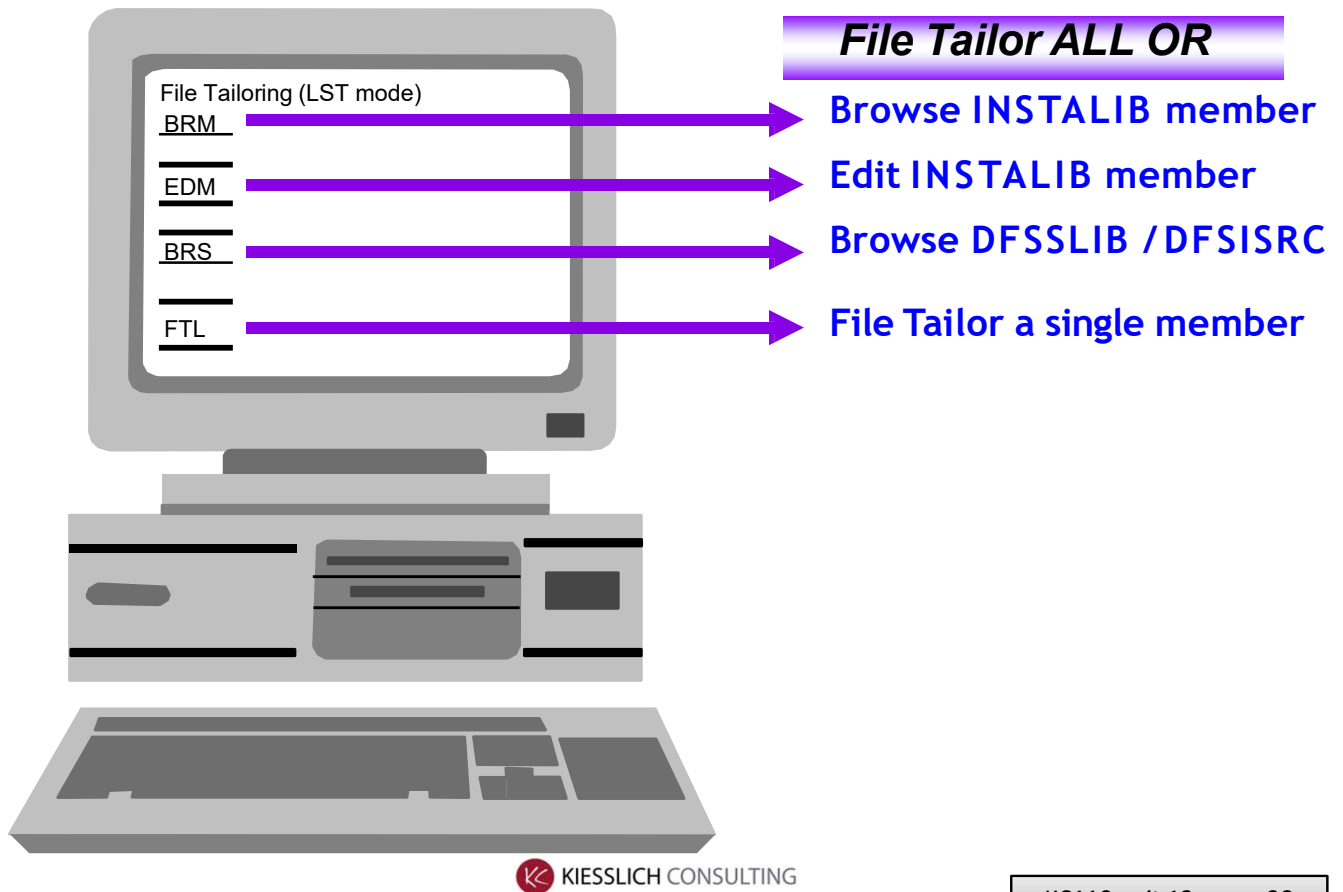 File Tailor ALL OR
File Tailoring (LST mode)
BRM
Browse INSTALIB member
EDM
Edit INSTALIB member
BRS
Browse DFSSLIB /DFSISRC
FTL
File Tailor a single member
KC KIESSLICH CONSULTING